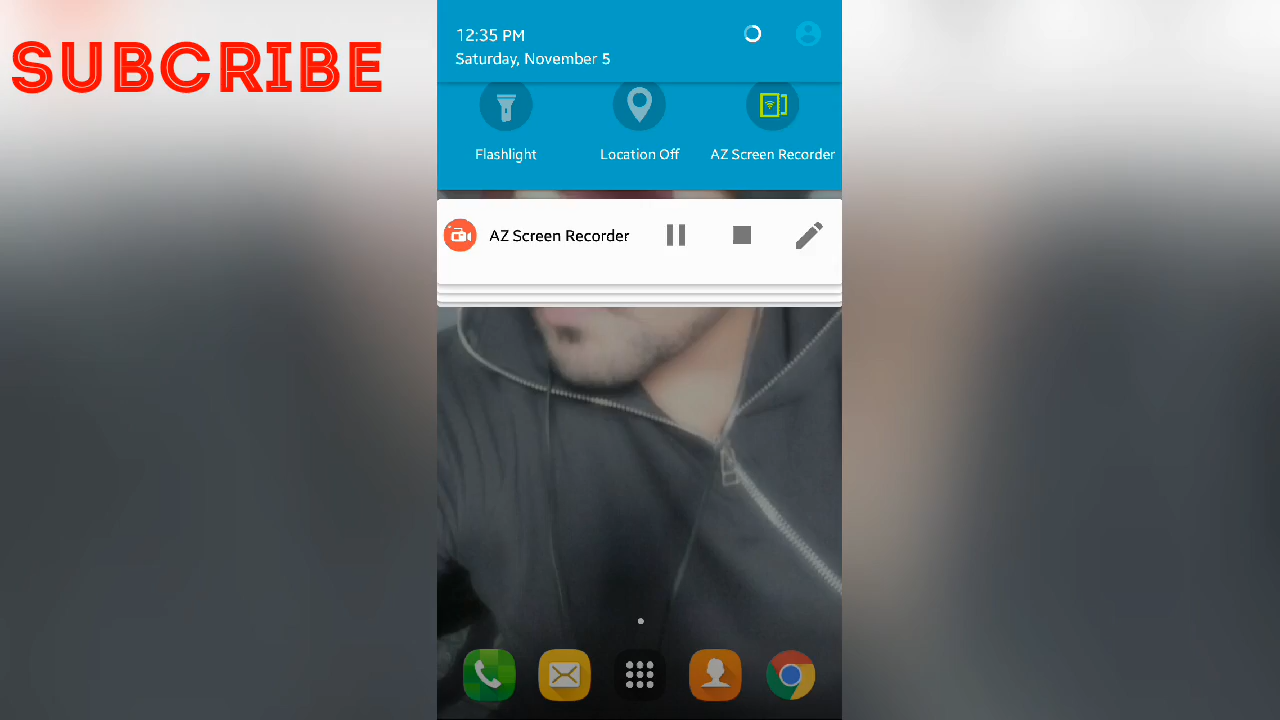 SUBCRIBE
12:35 PM
Saturday, November 5
Flashlight
Location Off
AZ Screen Recorder
AZ Screen Recorder